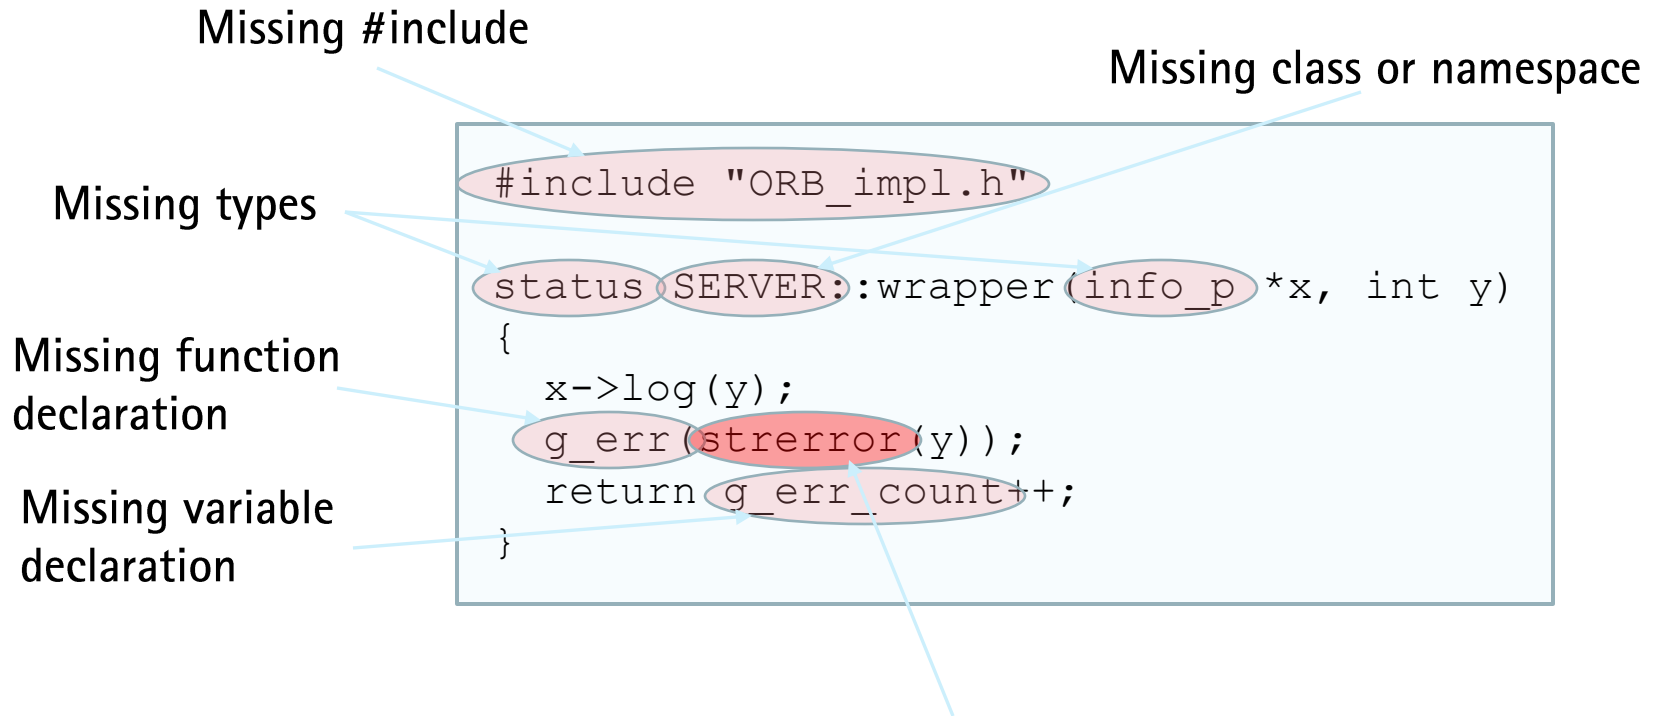 Missing #include
Missing class or namespace
#include "ORB_impl.h"
Missing types
status SERVER::wrapper(info_p *x, int y)
{
Missing function
declaration
x->log(y);
g_err(strerror(y));
return g_err_count++;
Missing variable
declaration
}